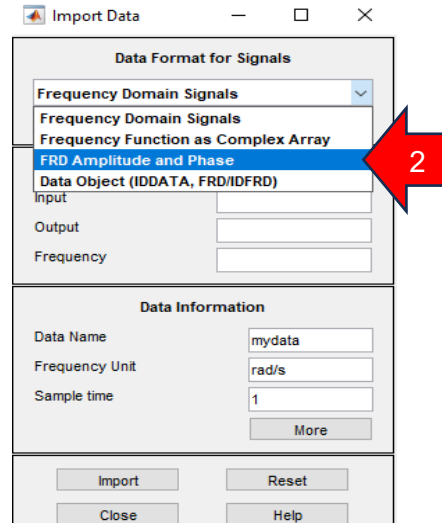 Import Data
Data Format for Signals
Frequency Domain Signals
Frequency Domain Signals
Frequency Function as Complex Array
FRD Amplitude and Phase
2
Data Object (IDDATA, FRD/IDFRD)
Input
Output
Frequency
Data Information
Data Name mydata
Frequency Unit rad/s
Sample time 1
More
Import Reset
Close Help